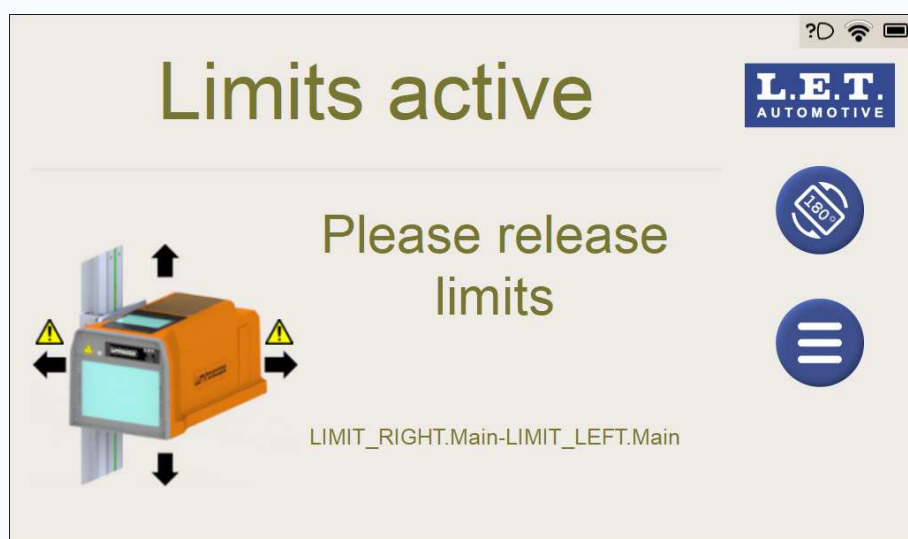 ?
Limits active
L.E.T.
AUTOMOTIVE
180°
Please release
limits
LIMIT_RIGHT.Main-LIMIT_LEFT.Main